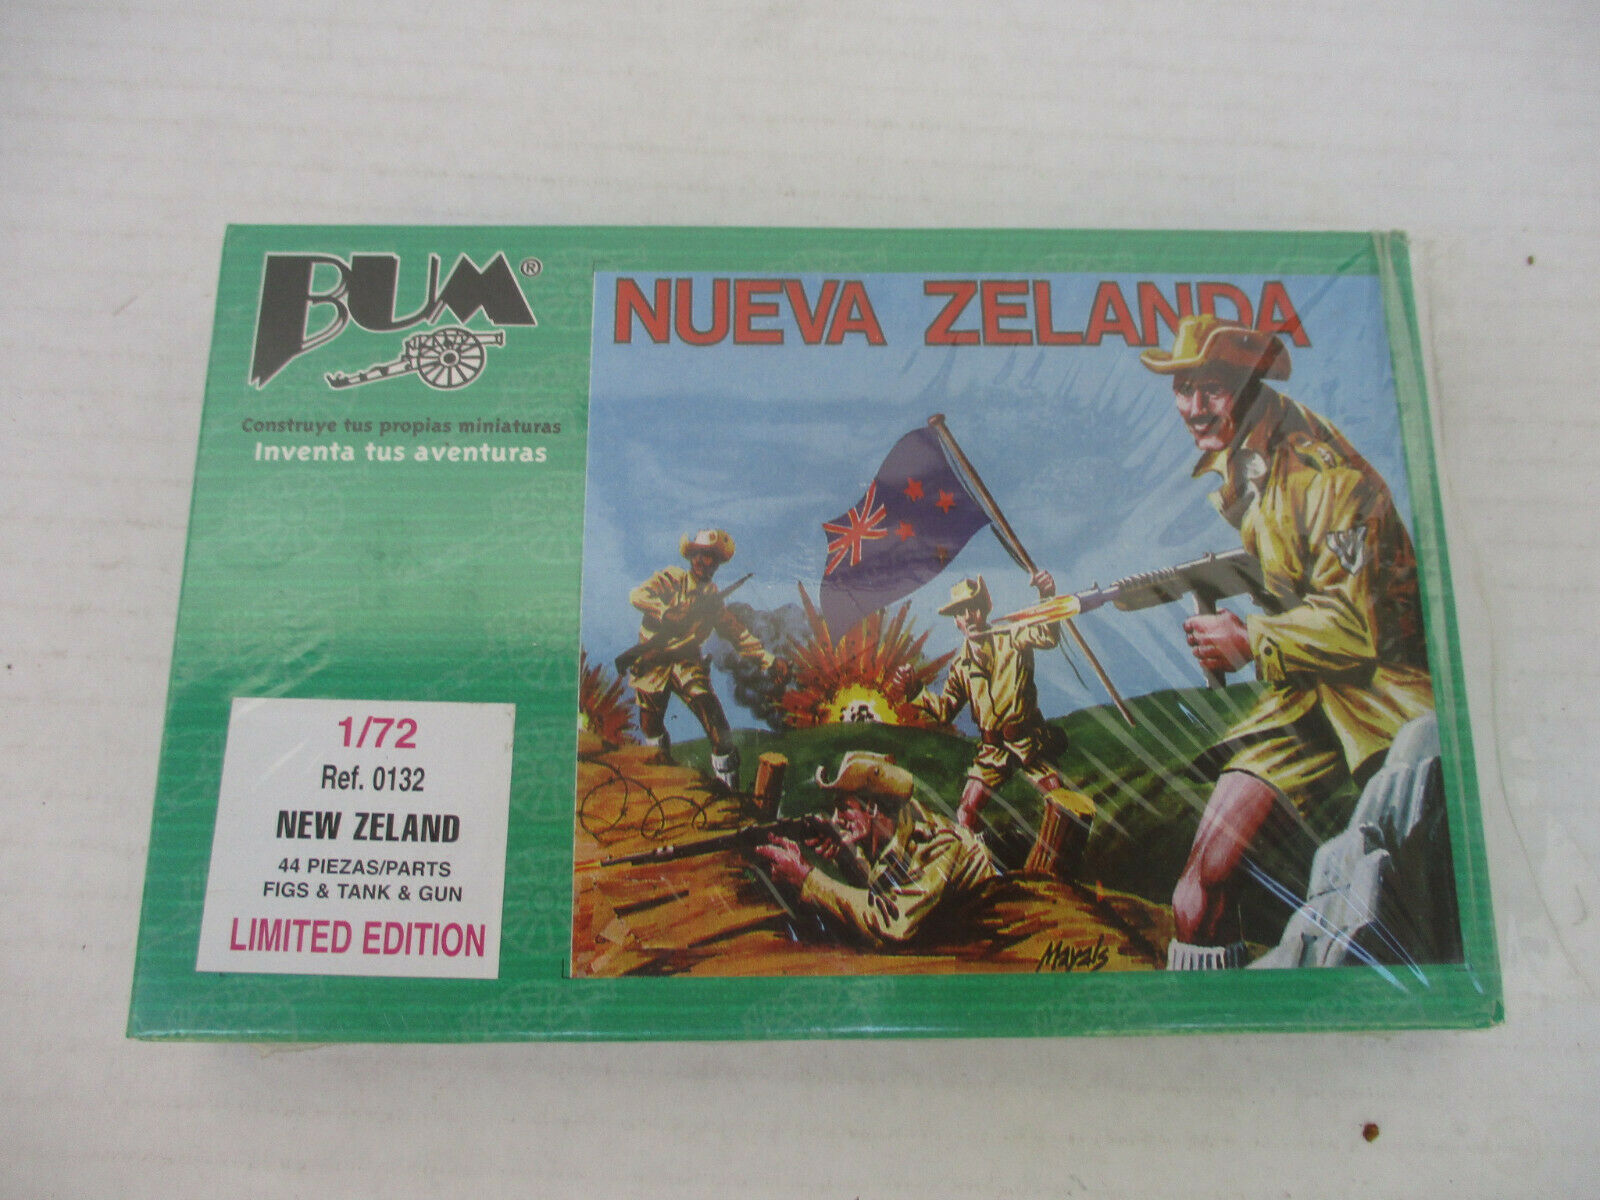 BUM®
Construye tus propias miniaturas
Inventa tus aventuras
NUEVA ZELANDA
1/72
Ref. 0132
NEW ZELAND
44 PIEZAS/PARTS
FIGS & TANK & GUN
LIMITED EDITION
Mayals